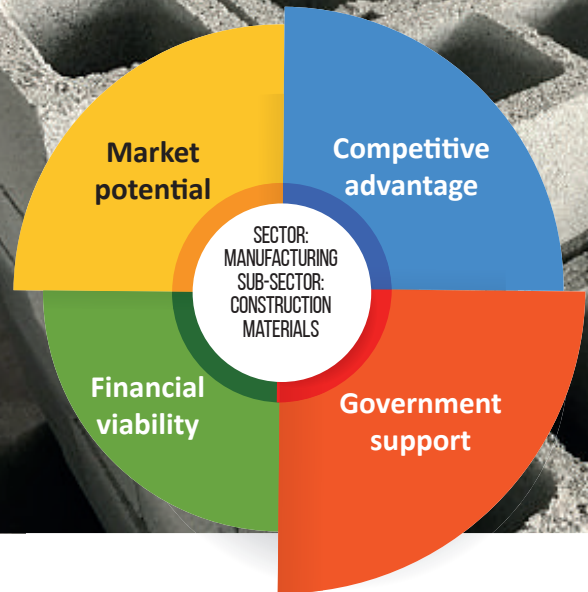 Market
potential
Competitive
advantage
SECTOR:
MANUFACTURING
SUB-SECTOR:
CONSTRUCTION
MATERIALS
Financial
viability
Government
support